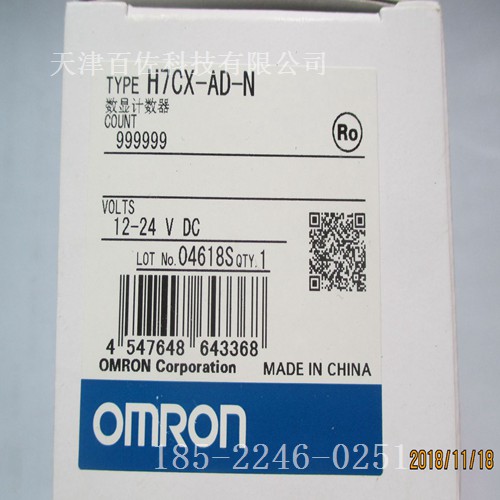 天津百佐科技有限公司
TYPE H7CX-AD-N
数显计数器
COUNT
999999
Ro
VOLTS
12-24 V DC
LOT No. 04618S QTY. 1
4 547648 643368
OMRON Corporation
MADE IN CHINA
OMRON
185-2246-0251
2018/11/18